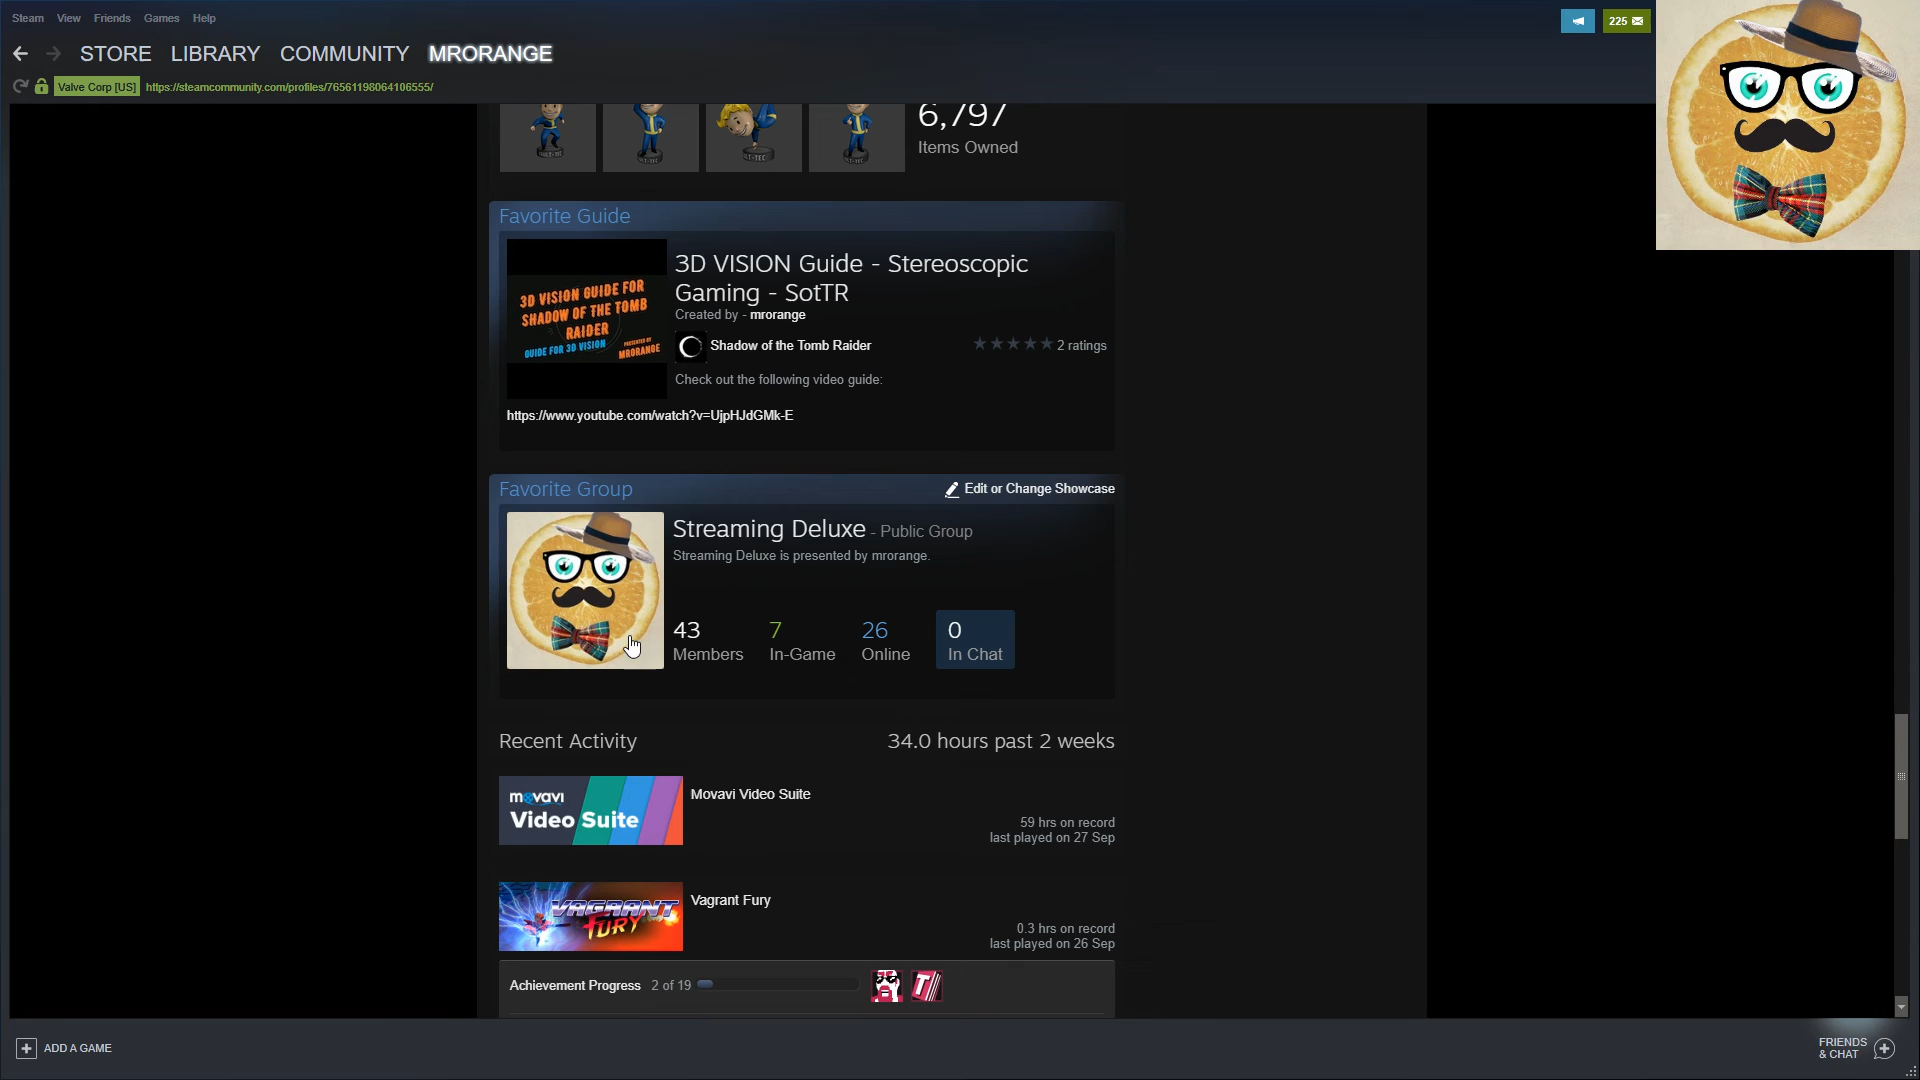 Steam View Friends Games Help
225
STORE LIBRARY COMMUNITY MRORANGE
Valve Corp [US] https://steamcommunity.com/profiles/76561198064106555/
6,797
Items Owned
Favorite Guide
3D VISION GUIDE FOR
SHADOW OF THE TOMB
RAIDER
GUIDE FOR 3D VISION
PRESENTED BY
MRORANGE
3D VISION Guide - Stereoscopic
Gaming - SotTR
Created by - mrorange
Shadow of the Tomb Raider
2 ratings
Check out the following video guide:
https://www.youtube.com/watch?v=UjpHJdGMk-E
Favorite Group
Edit or Change Showcase
Streaming Deluxe - Public Group
Streaming Deluxe is presented by mrorange.
43 7 26 0
Members In-Game Online In Chat
Recent Activity 34.0 hours past 2 weeks
movavi
Video Suite
Movavi Video Suite
59 hrs on record
last played on 27 Sep
VAGRANT
FURY
Vagrant Fury
0.3 hrs on record
last played on 26 Sep
Achievement Progress 2 of 19
ADD A GAME
FRIENDS
& CHAT